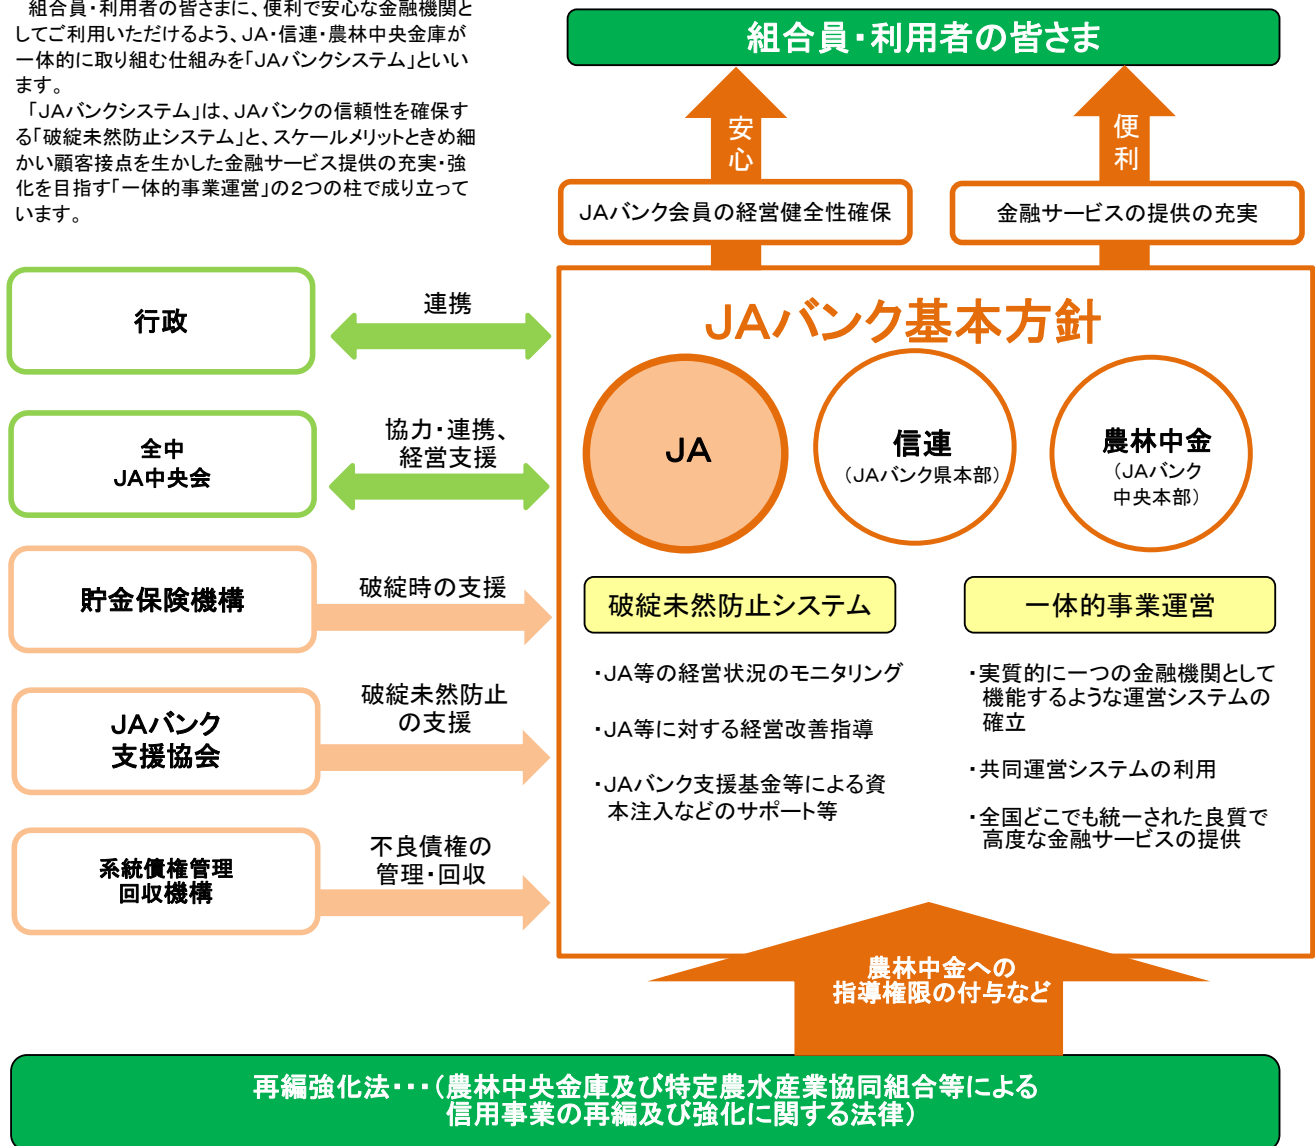 組合員・利用者の皆さまに、便利で安心な金融機関と
してご利用いただけるよう、JA・信連・農林中央金庫が
一体的に取り組む仕組みを「JAバンクシステム」といい
ます。
「JAバンクシステム」は、JAバンクの信頼性を確保す
る「破綻未然防止システム」と、スケールメリットときめ細
かい顧客接点を生かした金融サービス提供の充実・強
化を目指す「一体的事業運営」の2つの柱で成り立って
います。
組合員・利用者の皆さま
安心
便利
JAバンク会員の経営健全性確保
金融サービスの提供の充実
行政
連携
全中
JA中央会
協力・連携、
経営支援
貯金保険機構
破綻時の支援
JAバンク
支援協会
破綻未然防止
の支援
系統債権管理
回収機構
不良債権の
管理・回収
JAバンク基本方針
JA
信連
（JAバンク県本部）
農林中金
（JAバンク
中央本部）
破綻未然防止システム
・JA等の経営状況のモニタリング
・JA等に対する経営改善指導
・JAバンク支援基金等による資
本注入などのサポート等
一体的事業運営
・実質的に一つの金融機関として
機能するような運営システムの
確立
・共同運営システムの利用
・全国どこでも統一された良質で
高度な金融サービスの提供
農林中金への
指導権限の付与など
再編強化法・・・（農林中央金庫及び特定農水産業協同組合等による
信用事業の再編及び強化に関する法律）